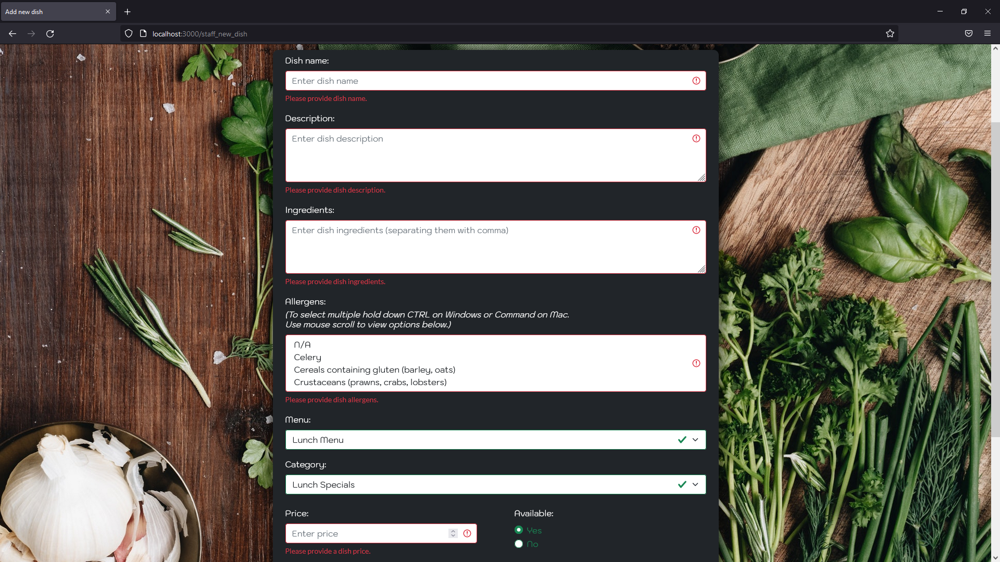 Add new dish
localhost:3000/staff_new_dish
Dish name:
Enter dish name
Please provide dish name.
Description:
Enter dish description
Please provide dish description.
Ingredients:
Enter dish ingredients (separating them with comma)
Please provide dish ingredients.
Allergens:
(To select multiple hold down CTRL on Windows or Command on Mac.
Use mouse scroll to view options below.)
N/A
Celery
Cereals containing gluten (barley, oats)
Crustaceans (prawns, crabs, lobsters)
Please provide dish allergens.
Menu:
Lunch Menu
Category:
Lunch Specials
Price:
Enter price
Please provide a dish price.
Available:
Yes
No